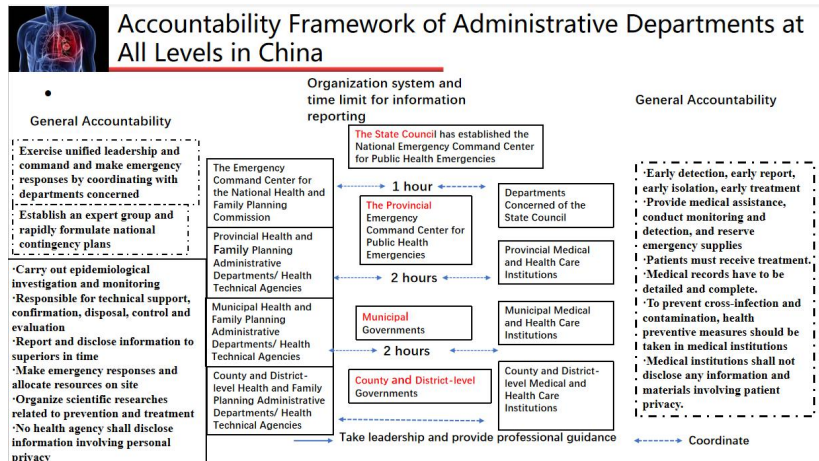 Accountability Framework of Administrative Departments at
All Levels in China
Organization system and
time limit for information
reporting
General Accountability
General Accountability
Exercise unified leadership and
command and make emergency
responses by coordinating with
departments concerned
Establish an expert group and
rapidly formulate national
contingency plans
·Carry out epidemiological
investigation and monitoring
·Responsible for technical support,
confirmation, disposal, control and
evaluation
·Report and disclose information to
superiors in time
·Make emergency responses and
allocate resources on site
·Organize scientific researches
related to prevention and treatment
·No health agency shall disclose
information involving personal
privacy
The Emergency
Command Center for
the National Health and
Family Planning
Commission
Provincial Health and
Family Planning
Administrative
Departments/ Health
Technical Agencies
Municipal Health and
Family Planning
Administrative
Departments/ Health
Technical Agencies
County and District-
level Health and Family
Planning Administrative
Departments/ Health
Technical Agencies
The State Council has established the
National Emergency Command Center
for Public Health Emergencies
1 hour
The Provincial
Emergency
Command Center for
Public Health
Emergencies
2 hours
Municipal
Governments
2 hours
County and District-level
Governments
Departments
Concerned of the
State Council
Provincial Medical
and Health Care
Institutions
Municipal Medical
and Health Care
Institutions
County and District-
level Medical and
Health Care
Institutions
·Early detection, early report,
early isolation, early treatment
·Provide medical assistance,
conduct monitoring and
detection, and reserve
emergency supplies
·Patients must receive treatment.
·Medical records have to be
detailed and complete.
·To prevent cross-infection and
contamination, health
preventive measures should be
taken in medical institutions
·Medical institutions shall not
disclose any information and
materials involving patient
privacy.
Take leadership and provide professional guidance
Coordinate